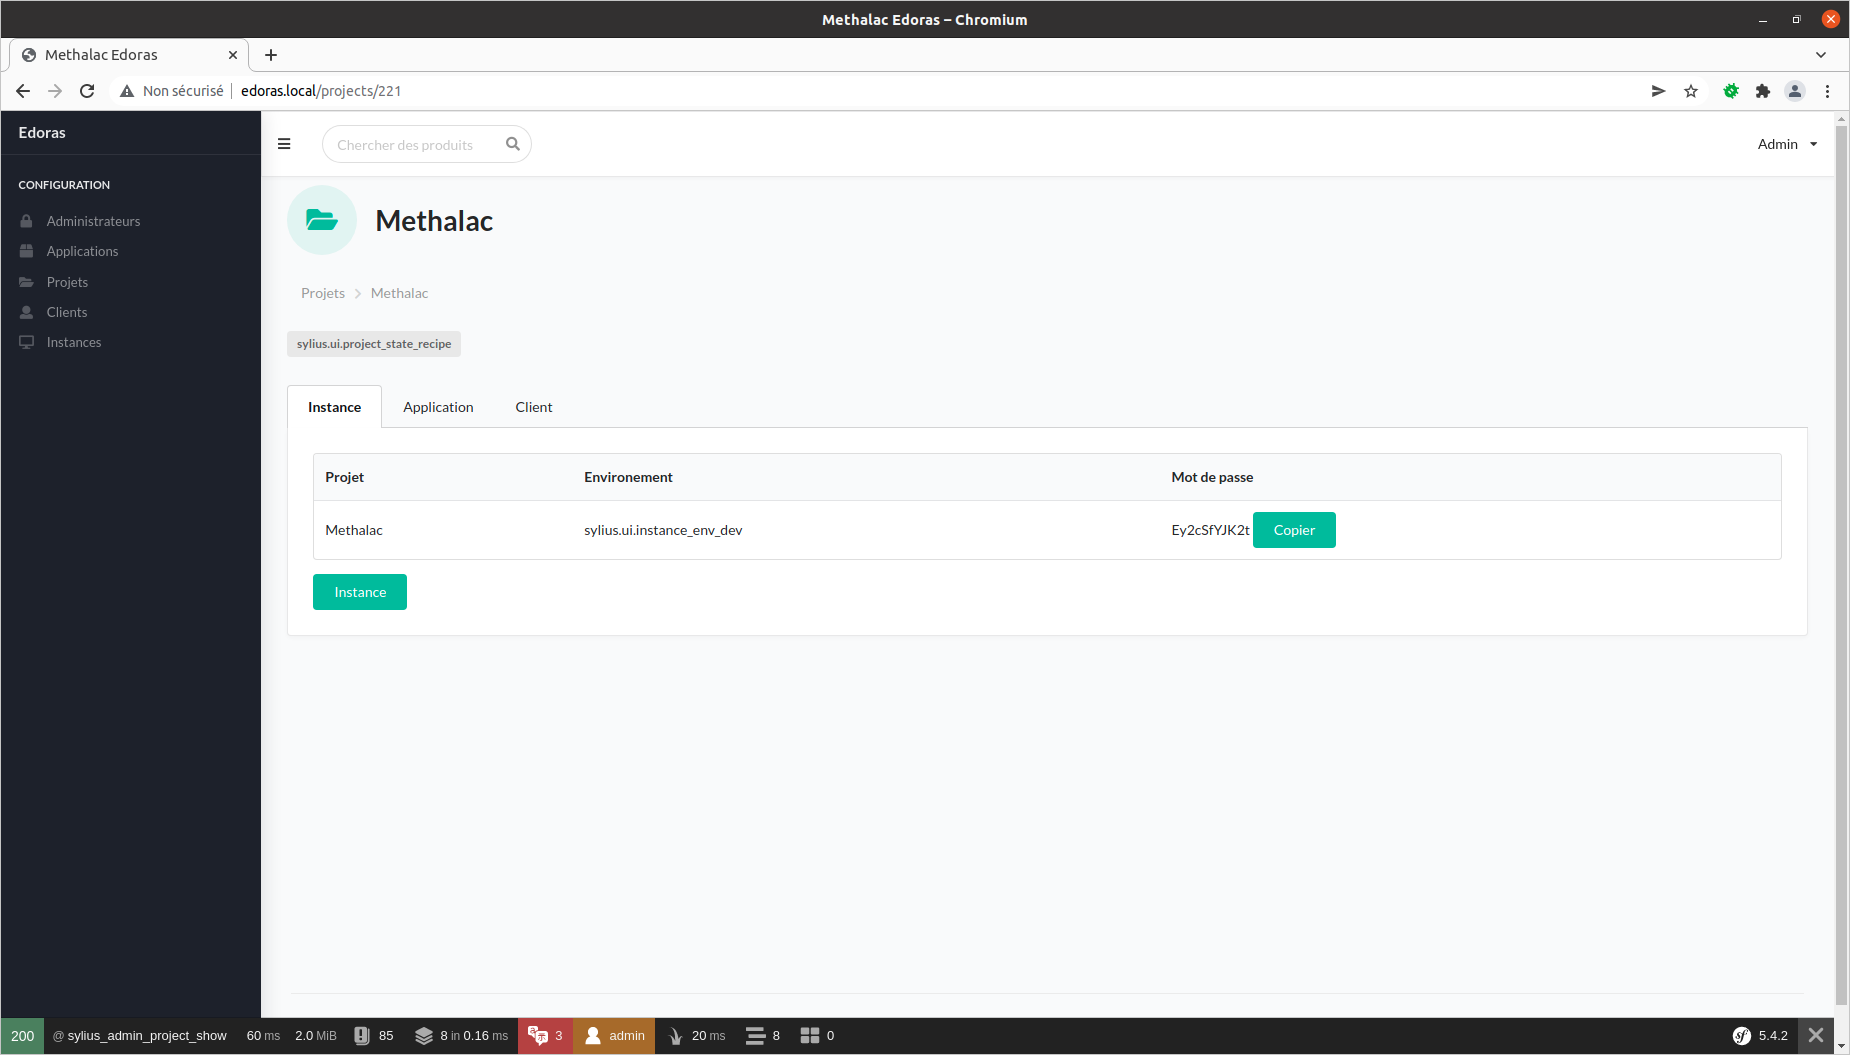 Methalac Edoras – Chromium
Methalac Edoras
Non sécurisé edoras.local/projects/221
Edoras
Chercher des produits
Admin
CONFIGURATION
Administrateurs
Applications
Projets
Clients
Instances
Methalac
Projets Methalac
sylius.ui.project_state_recipe
Instance Application Client
Projet Environement Mot de passe
Methalac sylius.ui.instance_env_dev Ey2cSfYJK2t Copier
Instance
200 @ sylius_admin_project_show 60 ms 2.0 MiB 85 8 in 0.16 ms 3 admin 20 ms 8 0 5.4.2